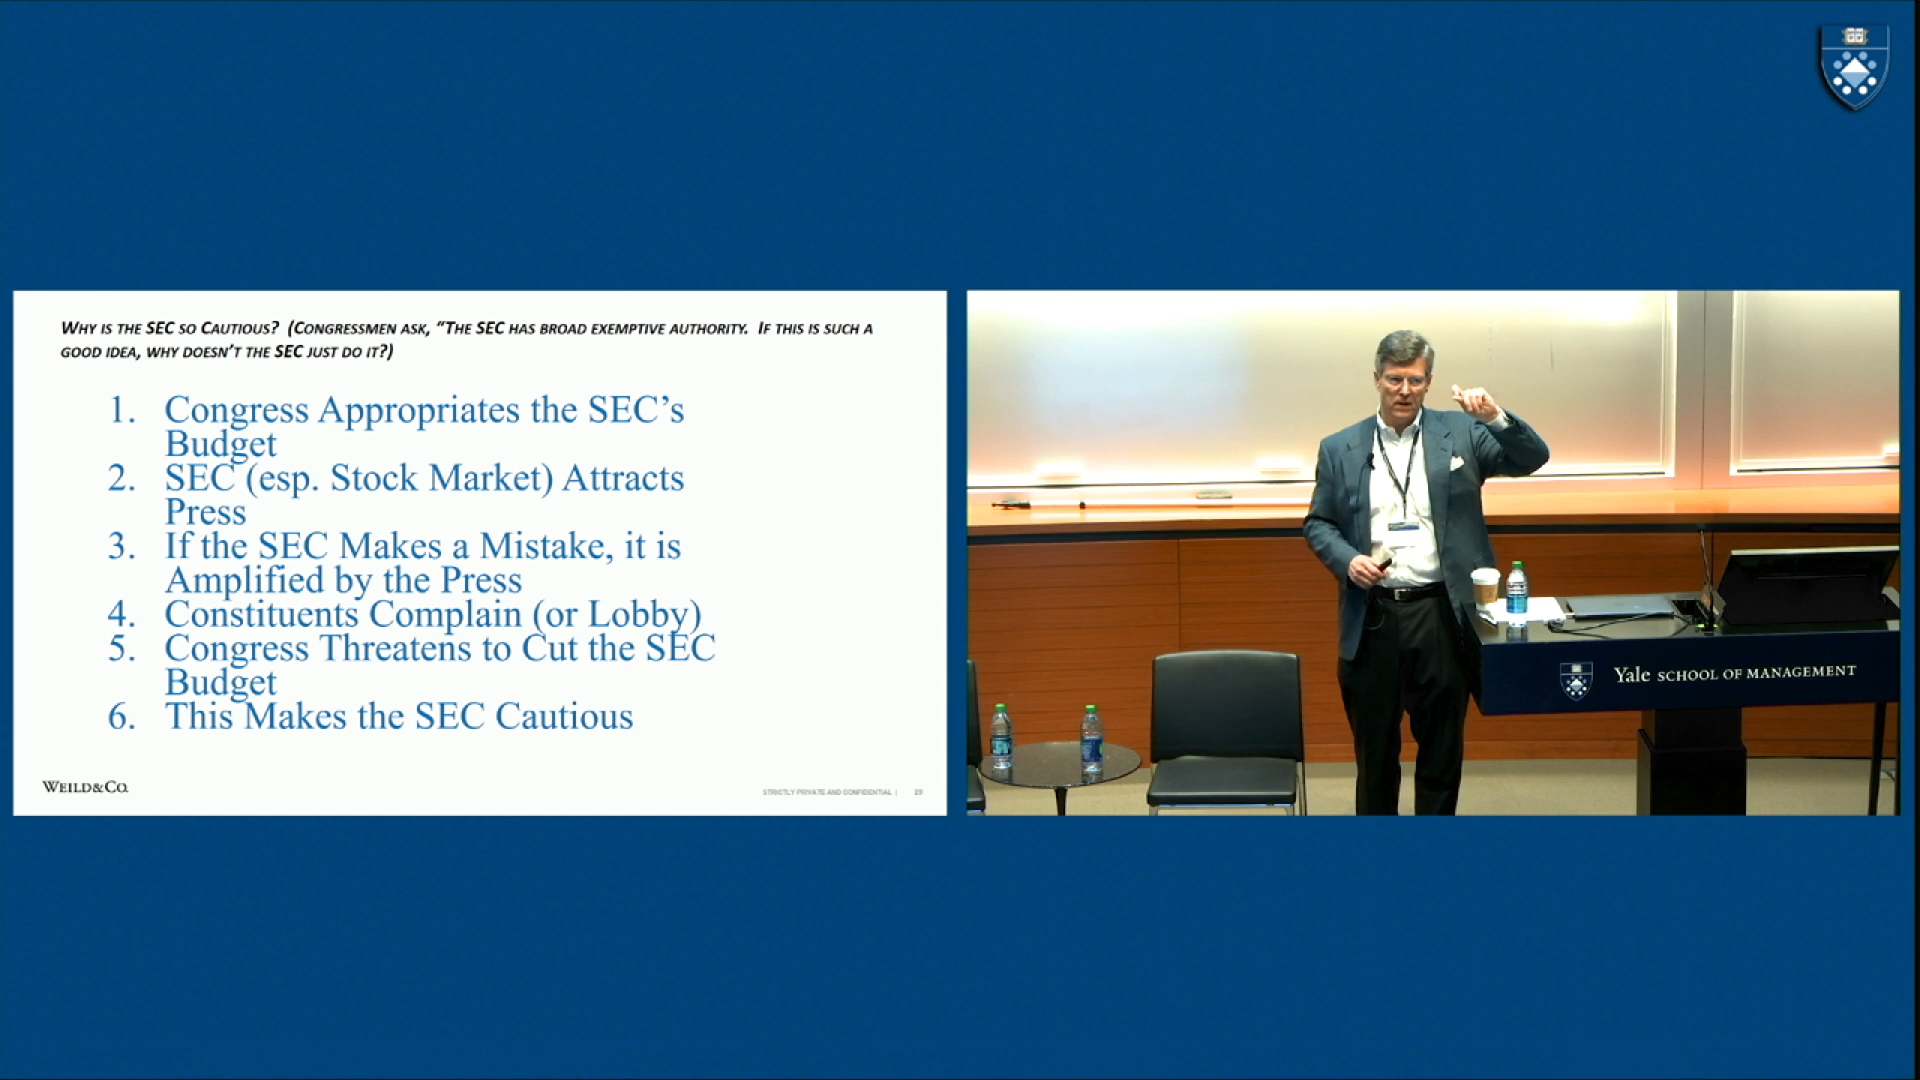 WHY IS THE SEC SO CAUTIOUS? (CONGRESSMEN ASK, “THE SEC HAS BROAD EXEMPTIVE AUTHORITY. IF THIS IS SUCH A
GOOD IDEA, WHY DOESN’T THE SEC JUST DO IT?)
1. Congress Appropriates the SEC’s
Budget
2. SEC (esp. Stock Market) Attracts
Press
3. If the SEC Makes a Mistake, it is
Amplified by the Press
4. Constituents Complain (or Lobby)
5. Congress Threatens to Cut the SEC
Budget
6. This Makes the SEC Cautious
WEILD&CO.
STRICTLY PRIVATE AND CONFIDENTIAL |
Yale SCHOOL OF MANAGEMENT